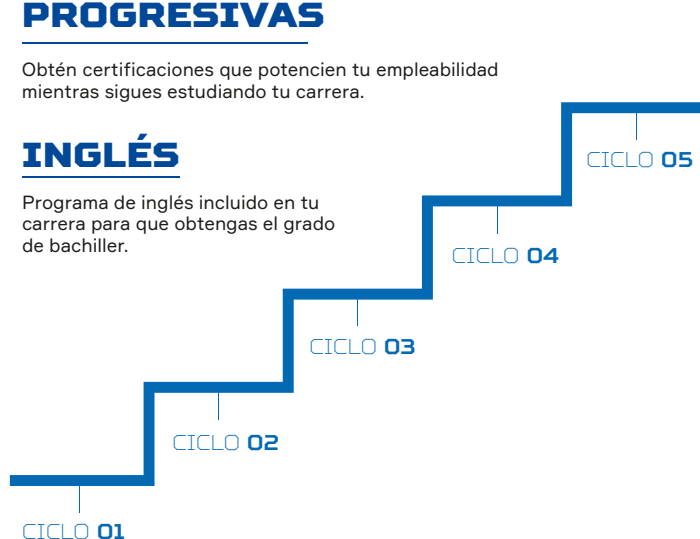 PROGRESIVAS
Obtén certificaciones que potencien tu empleabilidad
mientras sigues estudiando tu carrera.
INGLÉS
Programa de inglés incluido en tu
carrera para que obtengas el grado
de bachiller.
CICLO 05
CICLO 04
CICLO 03
CICLO 02
CICLO 01